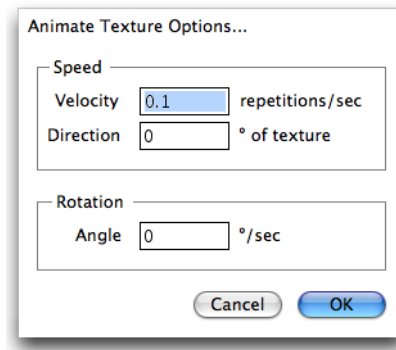 Animate Texture Options...
Speed
Velocity 0.1 repetitions/sec
Direction 0 ° of texture
Rotation
Angle 0 °/sec
Cancel OK